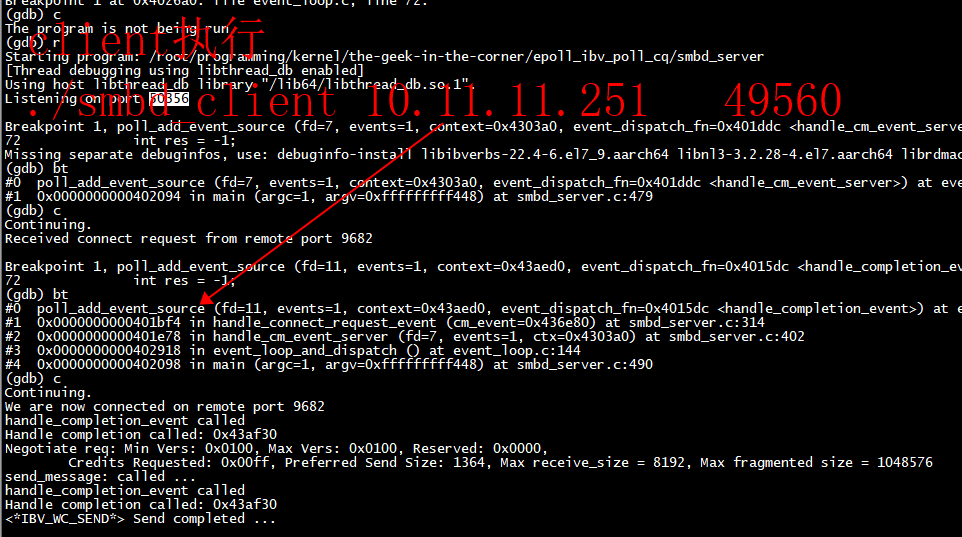 Breakpoint 1 at 0x4026a0: file event_loop.c, line 72.
(gdb) c
The program is not being run.
(gdb) r
client执行
Starting program: /root/programming/kernel/the-geek-in-the-corner/epoll_ibv_poll_cq/smbd_server
[Thread debugging using libthread_db enabled]
Using host libthread_db library "/lib64/libthread_db.so.1".
Listening on port 60356
./smbd_client 10.11.11.251 49560
Breakpoint 1, poll_add_event_source (fd=7, events=1, context=0x4303a0, event_dispatch_fn=0x401ddc <handle_cm_event_serve
72 int res = -1;
Missing separate debuginfos, use: debuginfo-install libibverbs-22.4-6.el7_9.aarch64 libnl3-3.2.28-4.el7.aarch64 librdmac
(gdb) bt
#0 poll_add_event_source (fd=7, events=1, context=0x4303a0, event_dispatch_fn=0x401ddc <handle_cm_event_server>) at eve
#1 0x0000000000402094 in main (argc=1, argv=0xfffffffff448) at smbd_server.c:479
(gdb) c
Continuing.
Received connect request from remote port 9682
Breakpoint 1, poll_add_event_source (fd=11, events=1, context=0x43aed0, event_dispatch_fn=0x4015dc <handle_completion_ev
72 int res = -1;
(gdb) bt
#0 poll_add_event_source (fd=11, events=1, context=0x43aed0, event_dispatch_fn=0x4015dc <handle_completion_event>) at e
#1 0x0000000000401bf4 in handle_connect_request_event (cm_event=0x436e80) at smbd_server.c:314
#2 0x0000000000401e78 in handle_cm_event_server (fd=7, events=1, ctx=0x4303a0) at smbd_server.c:402
#3 0x0000000000402918 in event_loop_and_dispatch () at event_loop.c:144
#4 0x0000000000402098 in main (argc=1, argv=0xfffffffff448) at smbd_server.c:490
(gdb) c
Continuing.
We are now connected on remote port 9682
handle_completion_event called
Handle completion called: 0x43af30
Negotiate req: Min Vers: 0x0100, Max Vers: 0x0100, Reserved: 0x0000,
Credits Requested: 0x00ff, Preferred Send Size: 1364, Max receive_size = 8192, Max fragmented size = 1048576
send_message: called ...
handle_completion_event called
Handle completion called: 0x43af30
<*IBV_WC_SEND*> Send completed ...